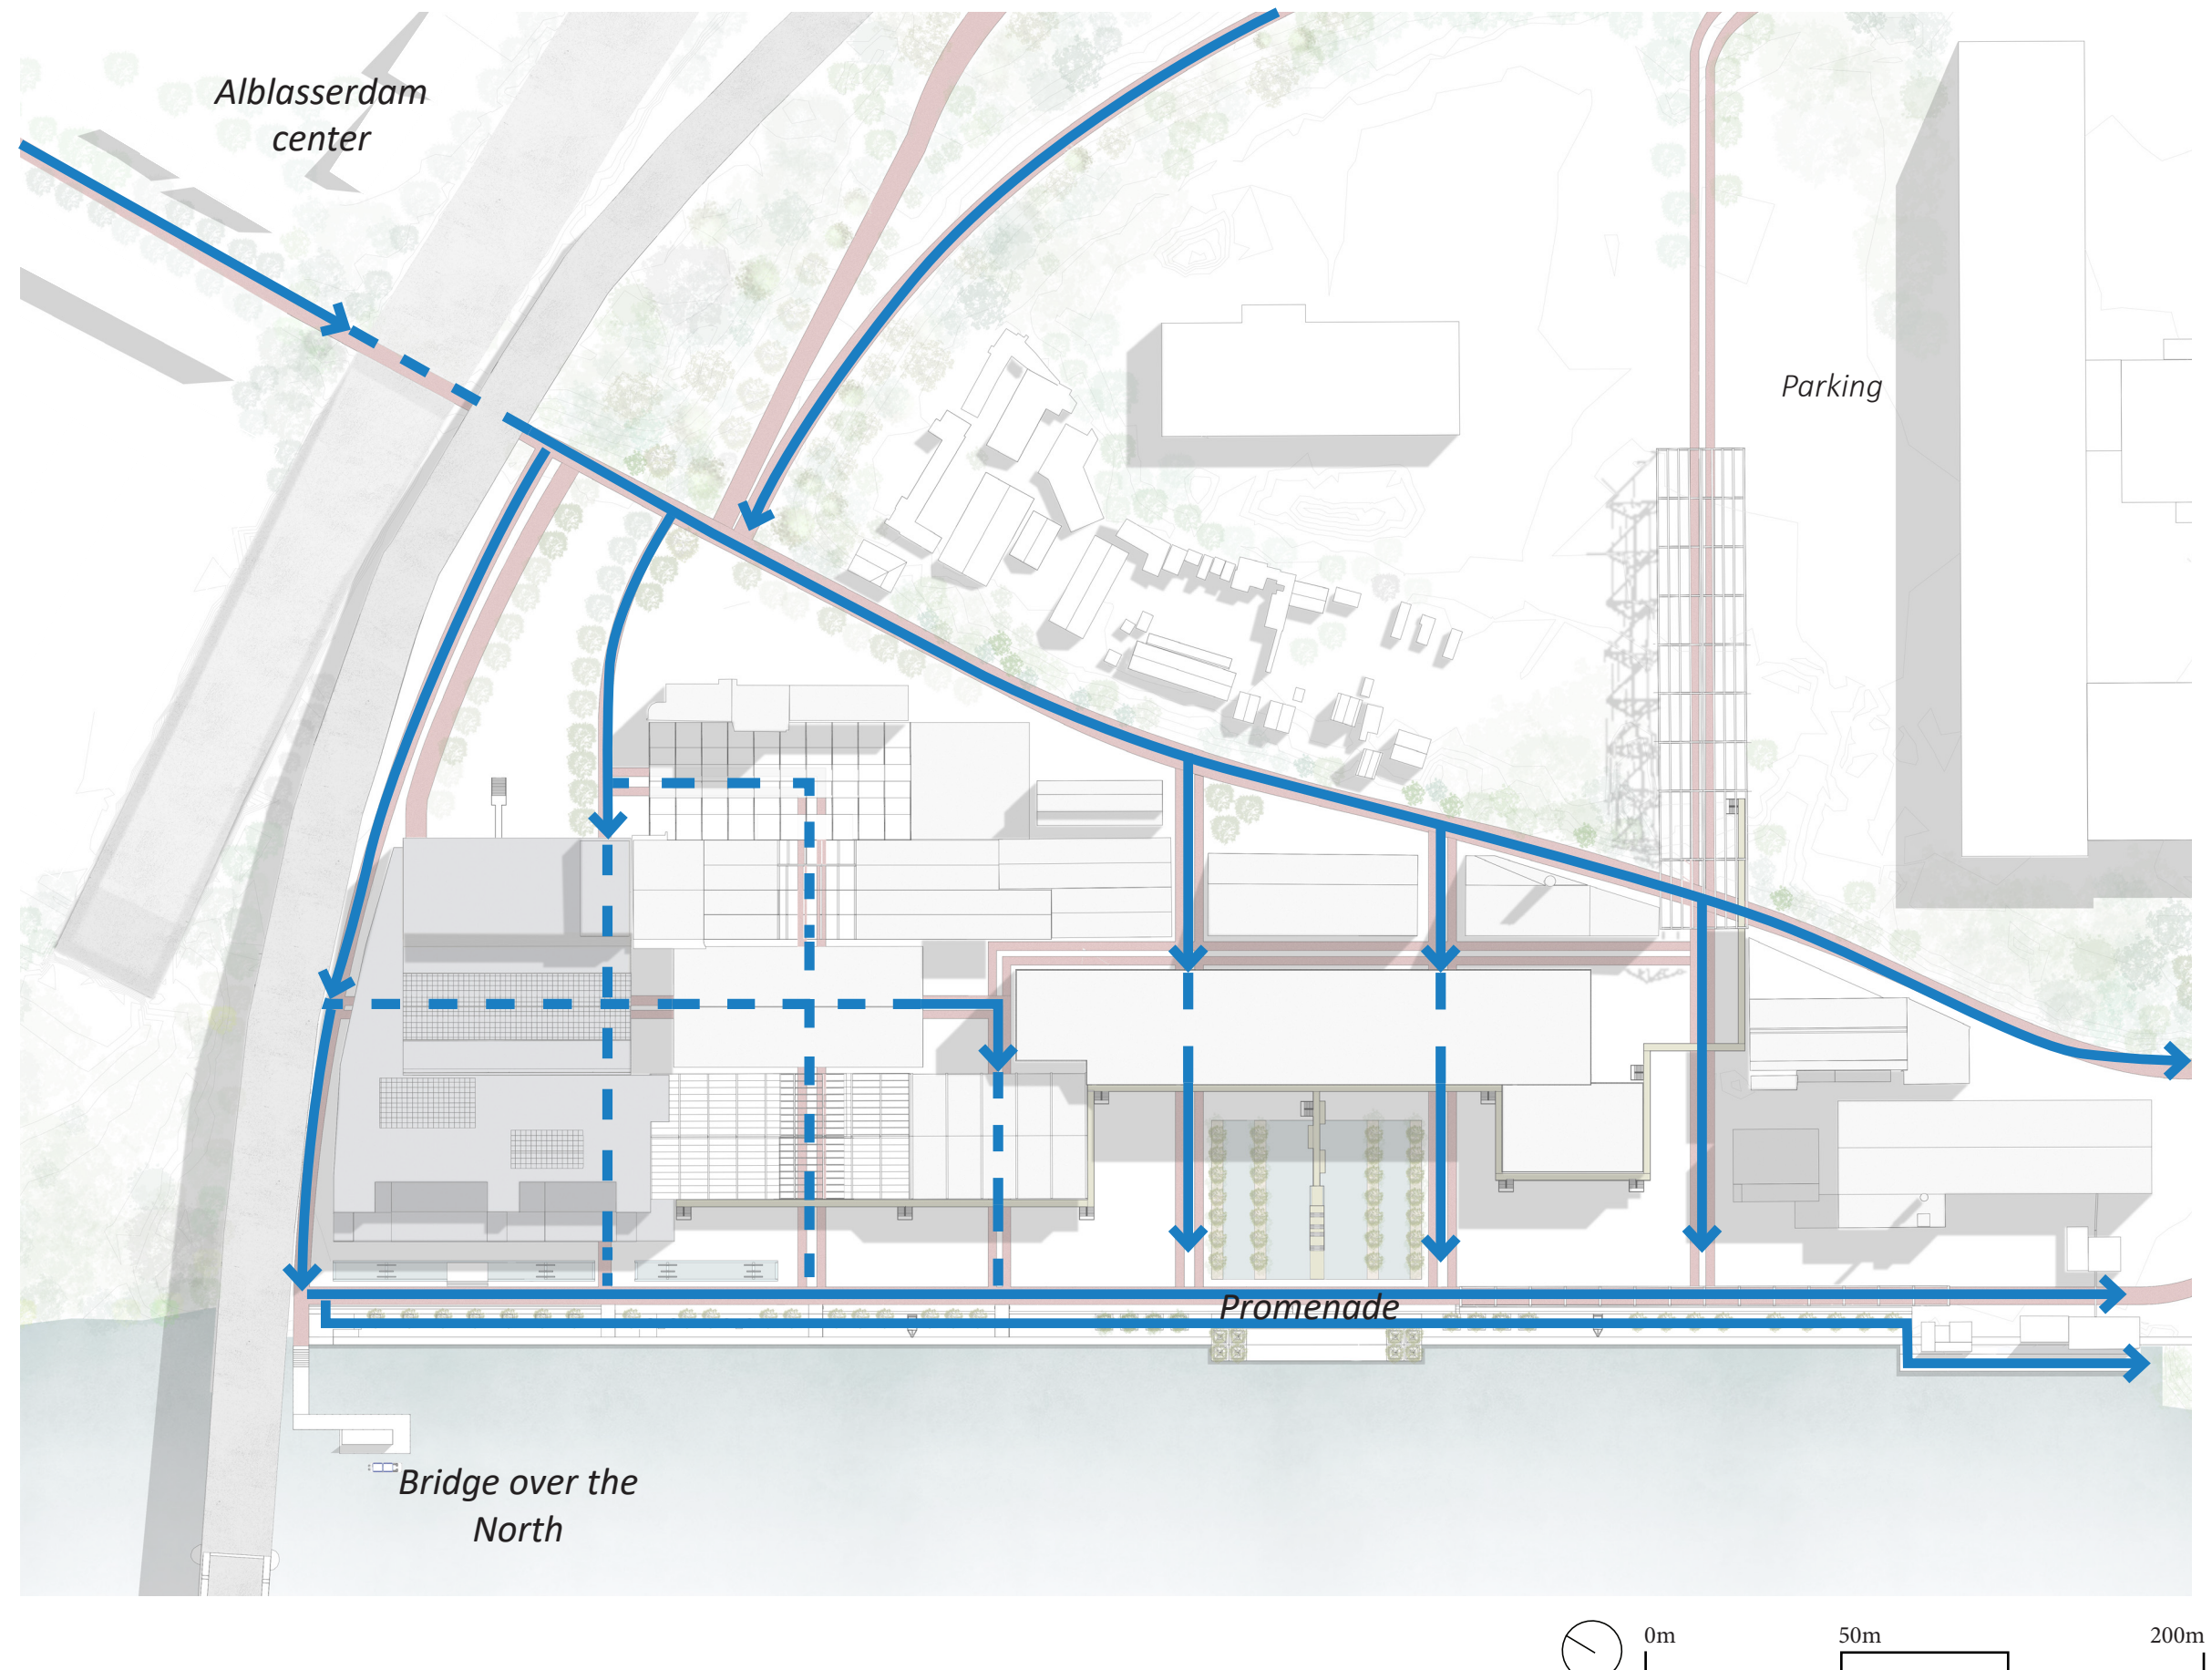 Alblasserdam
center
Parking
Promenade
Bridge over the
North
0m 50m 200m